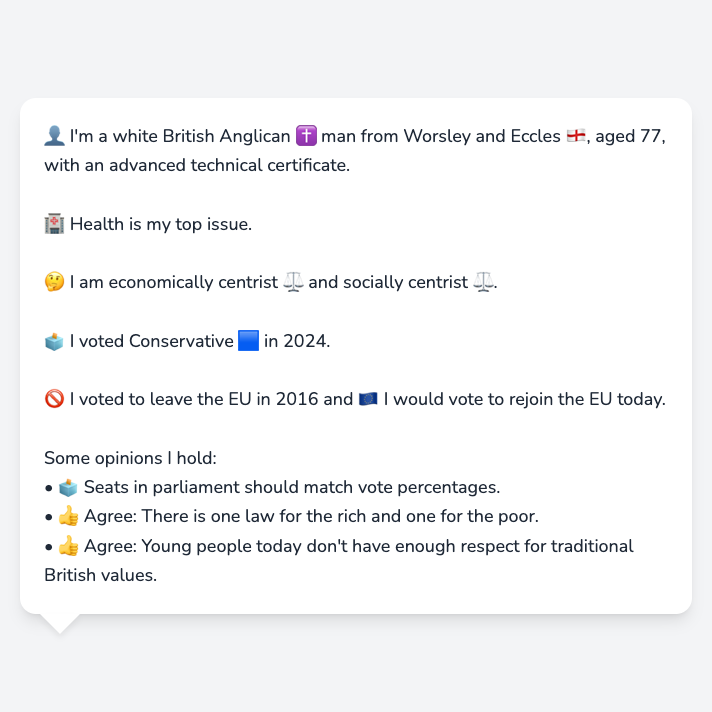 👤 I'm a white British Anglican ✝️ man from Worsley and Eccles 🏴󠁧󠁢󠁥󠁮󠁧󠁿, aged 77,
with an advanced technical certificate.
🏥 Health is my top issue.
🤔 I am economically centrist ⚖️ and socially centrist ⚖️.
🗳️ I voted Conservative 🟦 in 2024.
🚫 I voted to leave the EU in 2016 and 🇪🇺 I would vote to rejoin the EU today.
Some opinions I hold:
• 🗳️ Seats in parliament should match vote percentages.
• 👍 Agree: There is one law for the rich and one for the poor.
• 👍 Agree: Young people today don't have enough respect for traditional
British values.